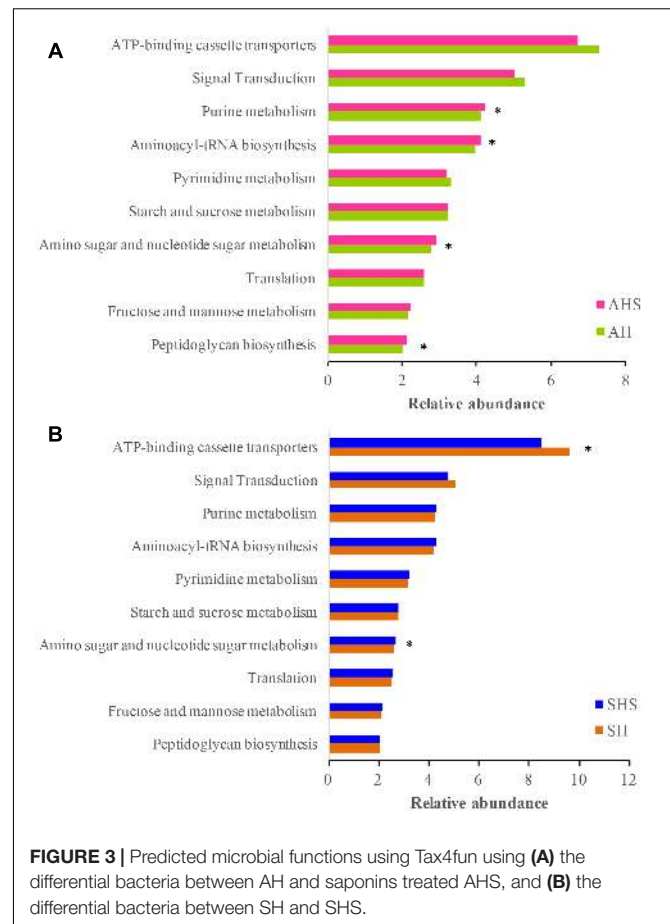 A
ATP-binding cassette transporters
Signal Transduction
Purine metabolism *
Aminoacyl-tRNA biosynthesis *
Pyrimidine metabolism
Starch and sucrose metabolism
Amino sugar and nucleotide sugar metabolism *
Translation
Fructose and mannose metabolism
Peptidoglycan biosynthesis *
AHS
AH
0 2 4 6 8
Relative abundance
B
ATP-binding cassette transporters *
Signal Transduction
Purine metabolism
Aminoacyl-tRNA biosynthesis
Pyrimidine metabolism
Starch and sucrose metabolism
Amino sugar and nucleotide sugar metabolism *
Translation
Fructose and mannose metabolism
Peptidoglycan biosynthesis
SHS
SH
0 2 4 6 8 10 12
Relative abundance
FIGURE 3 | Predicted microbial functions using Tax4fun using (A) the
differential bacteria between AH and saponins treated AHS, and (B) the
differential bacteria between SH and SHS.